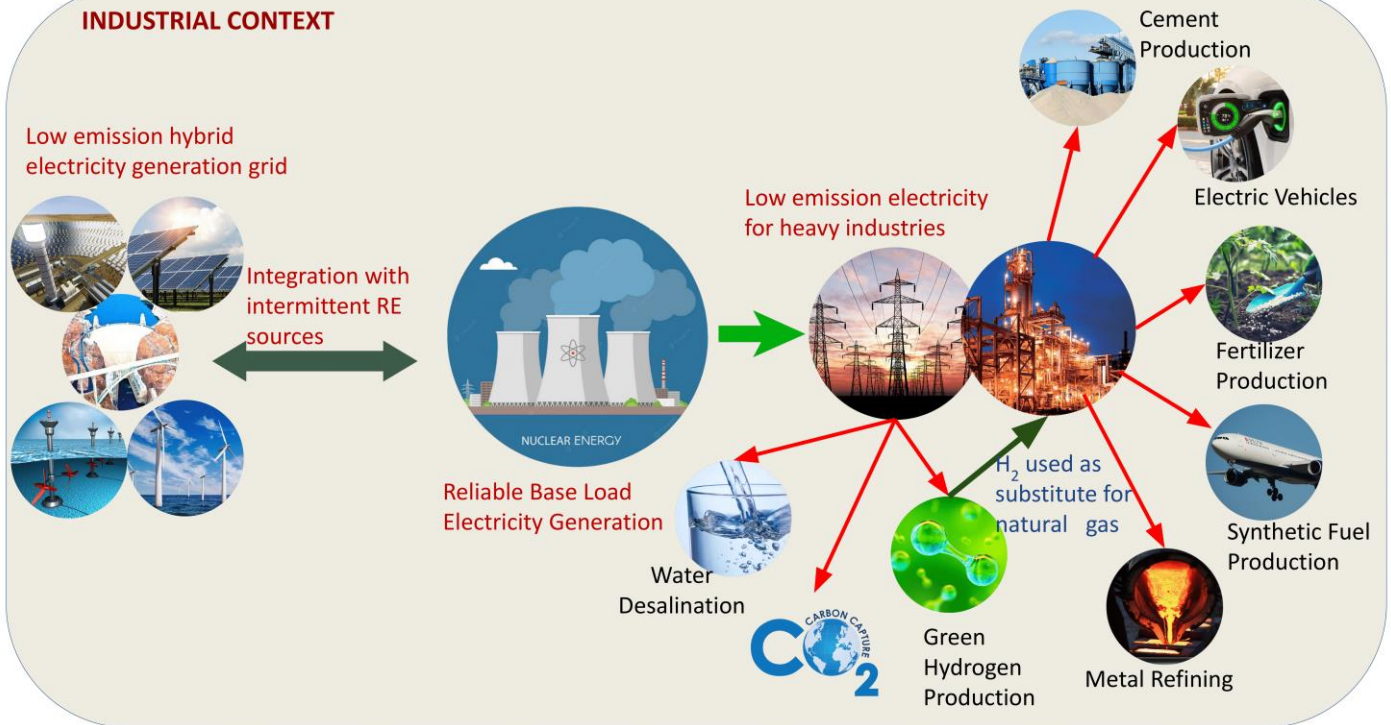 INDUSTRIAL CONTEXT
Low emission hybrid
electricity generation grid
Integration with
intermittent RE
sources
NUCLEAR ENERGY
Reliable Base Load
Electricity Generation
Low emission electricity
for heavy industries
Cement
Production
Electric Vehicles
Fertilizer
Production
Synthetic Fuel
Production
Metal Refining
H₂ used as
substitute for
natural gas
Green
Hydrogen
Production
CARBON CAPTURE
CO2
Water
Desalination